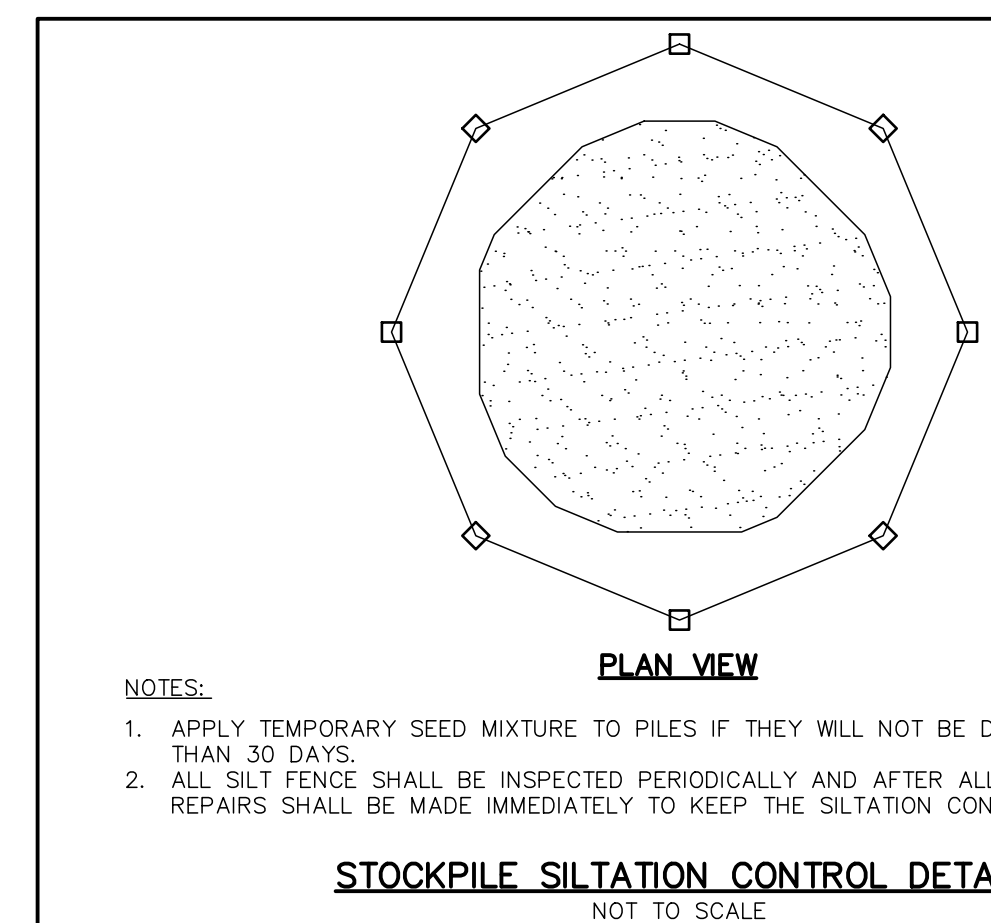 PLAN VIEW
NOTES:
1. APPLY TEMPORARY SEED MIXTURE TO PILES IF THEY WILL NOT BE
THAN 30 DAYS.
2. ALL SILT FENCE SHALL BE INSPECTED PERIODICALLY AND AFTER ALL
REPAIRS SHALL BE MADE IMMEDIATELY TO KEEP THE SILTATION
STOCKPILE SILTATION CONTROL
NOT TO SCALE